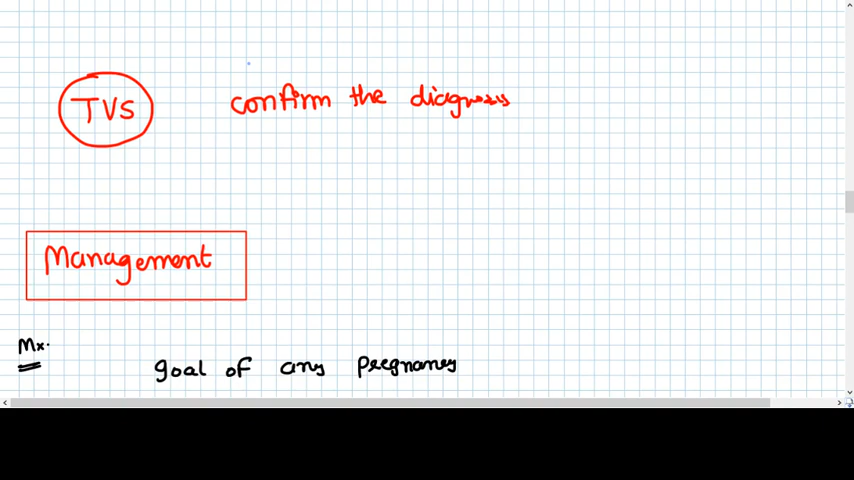 TVS confirm the diagnosis
Management
Mx.
goal of any pregnancy